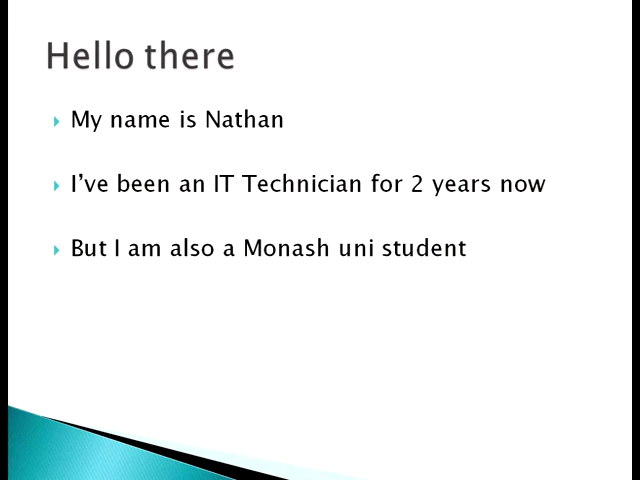 Hello there
My name is Nathan
I’ve been an IT Technician for 2 years now
But I am also a Monash uni student